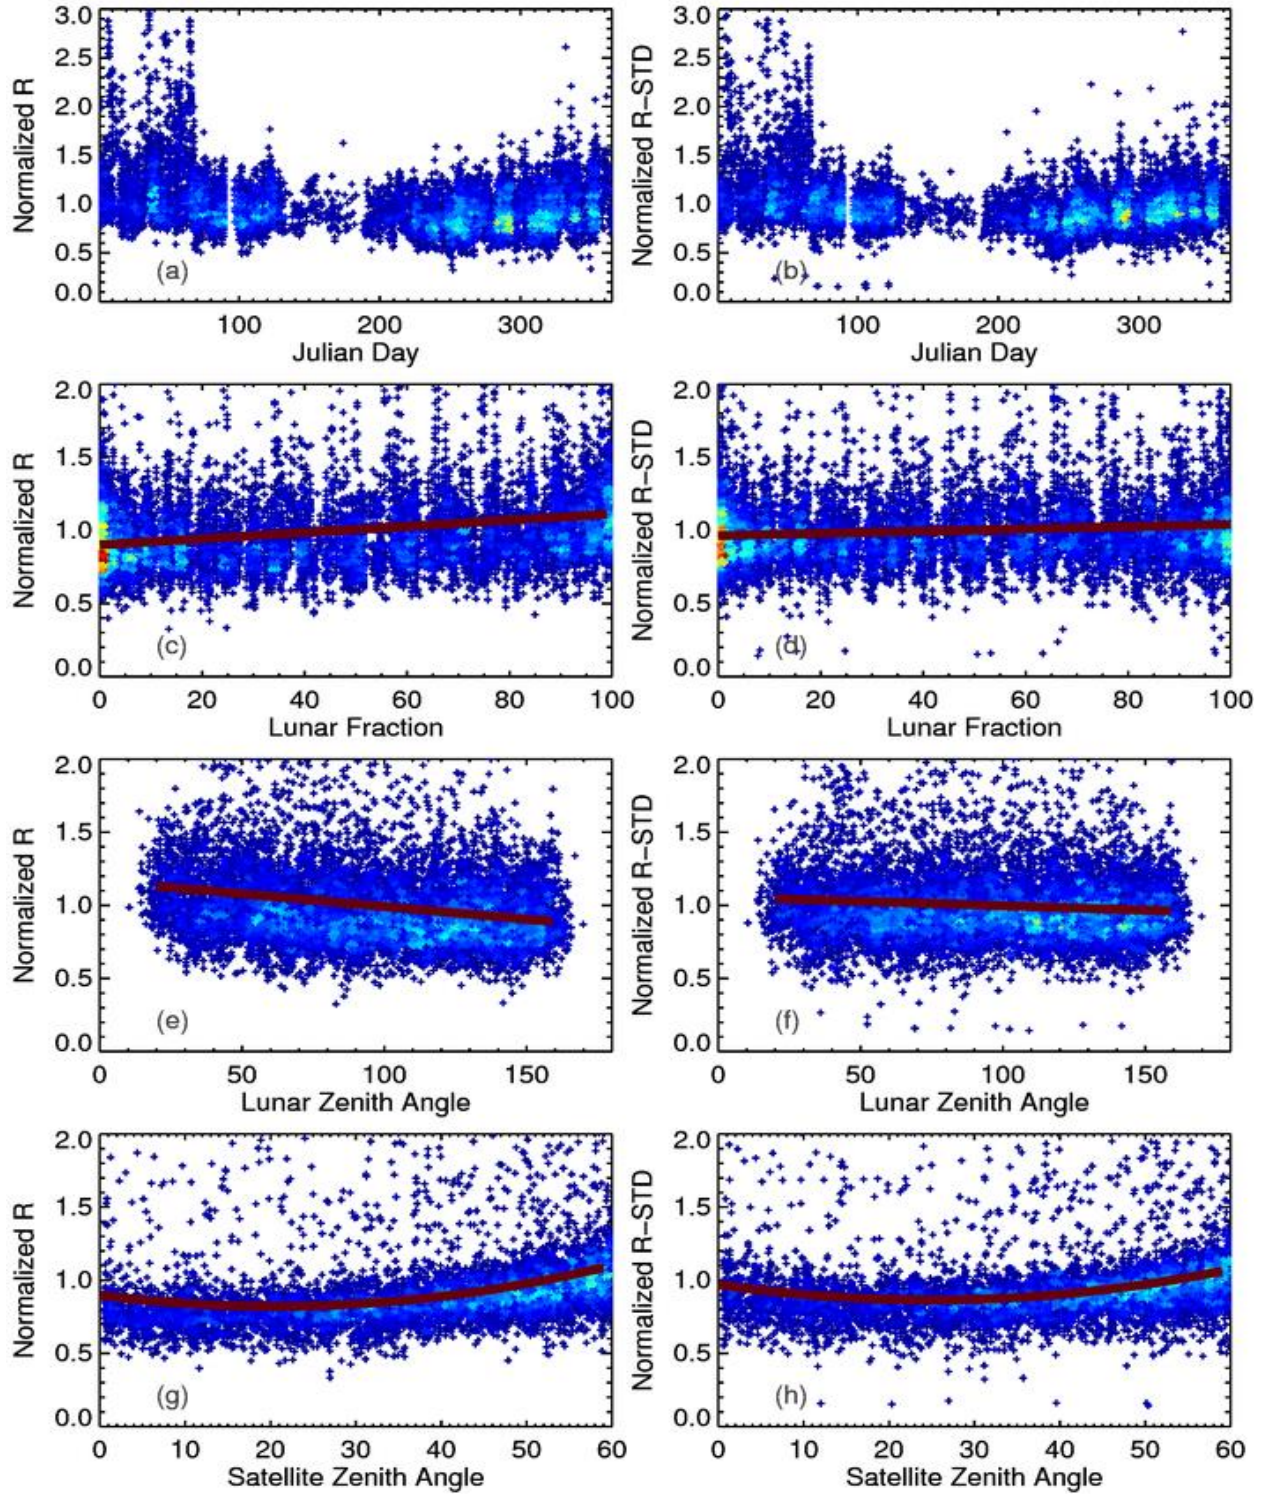 3.0
2.5
2.0
1.5
1.0
0.5
0.0
Normalized R
(a)
100 200 300
Julian Day
3.0
2.5
2.0
1.5
1.0
0.5
0.0
Normalized R-STD
(b)
100 200 300
Julian Day
2.0
1.5
1.0
0.5
0.0
Normalized R
(c)
0 20 40 60 80 100
Lunar Fraction
2.0
1.5
1.0
0.5
0.0
Normalized R-STD
(d)
0 20 40 60 80 100
Lunar Fraction
2.0
1.5
1.0
0.5
0.0
Normalized R
(e)
0 50 100 150
Lunar Zenith Angle
2.0
1.5
1.0
0.5
0.0
Normalized R-STD
(f)
0 50 100 150
Lunar Zenith Angle
2.0
1.5
1.0
0.5
0.0
Normalized R
(g)
0 10 20 30 40 50 60
Satellite Zenith Angle
2.0
1.5
1.0
0.5
0.0
Normalized R-STD
(h)
0 10 20 30 40 50 60
Satellite Zenith Angle